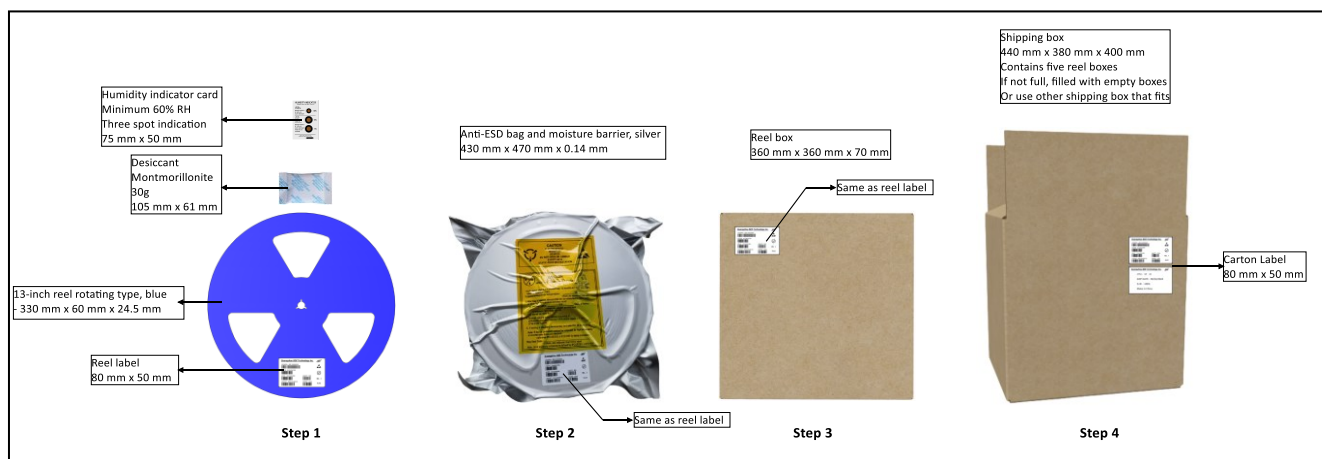 Humidity indicator card
Minimum 60% RH
Three spot indication
75 mm x 50 mm
Desiccant
Montmorillonite
30g
105 mm x 61 mm
13-inch reel rotating type, blue
- 330 mm x 60 mm x 24.5 mm
Reel label
80 mm x 50 mm
Step 1
Anti-ESD bag and moisture barrier, silver
430 mm x 470 mm x 0.14 mm
CAUTION
Same as reel label
Step 2
Reel box
360 mm x 360 mm x 70 mm
Same as reel label
Step 3
Shipping box
440 mm x 380 mm x 400 mm
Contains five reel boxes
If not full, filled with empty boxes
Or use other shipping box that fits
Carton Label
80 mm x 50 mm
Step 4